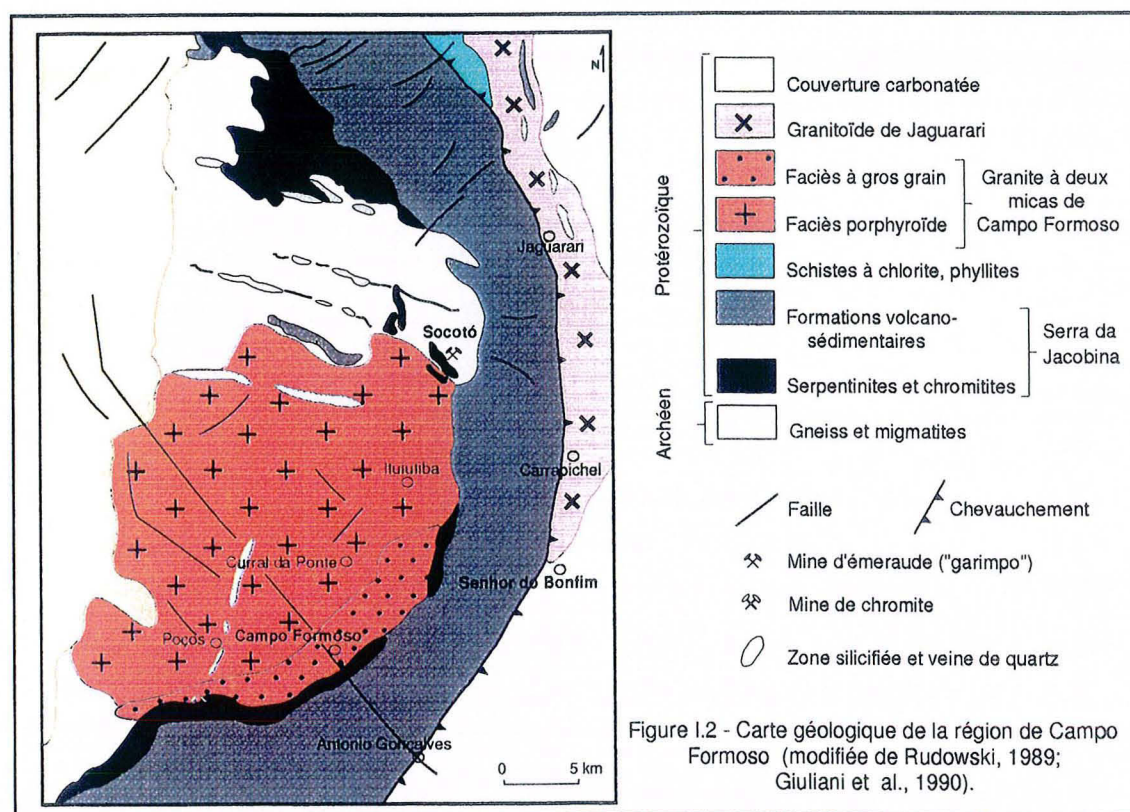 N
Jaguarari
Socotó
Carrapichel
Curral da Ponte
Senhor do Bonfim
Poços
Campo Formoso
Antonio Gonçalves
0 5 km
Protérozoïque
Archéen
Couverture carbonatée
Granitoïde de Jaguarari
Faciès à gros grain
Faciès porphyroïde
Granite à deux
micas de
Campo Formoso
Schistes à chlorite, phyllites
Formations volcano-
sédimentaires
Serpentinites et chromitites
Serra da
Jacobina
Gneiss et migmatites
Faille
Chevauchement
Mine d'émeraude ("garimpo")
Mine de chromite
Zone silicifiée et veine de quartz
Figure I.2 - Carte géologique de la région de Campo
Formoso (modifiée de Rudowski, 1989;
Giuliani et al., 1990).